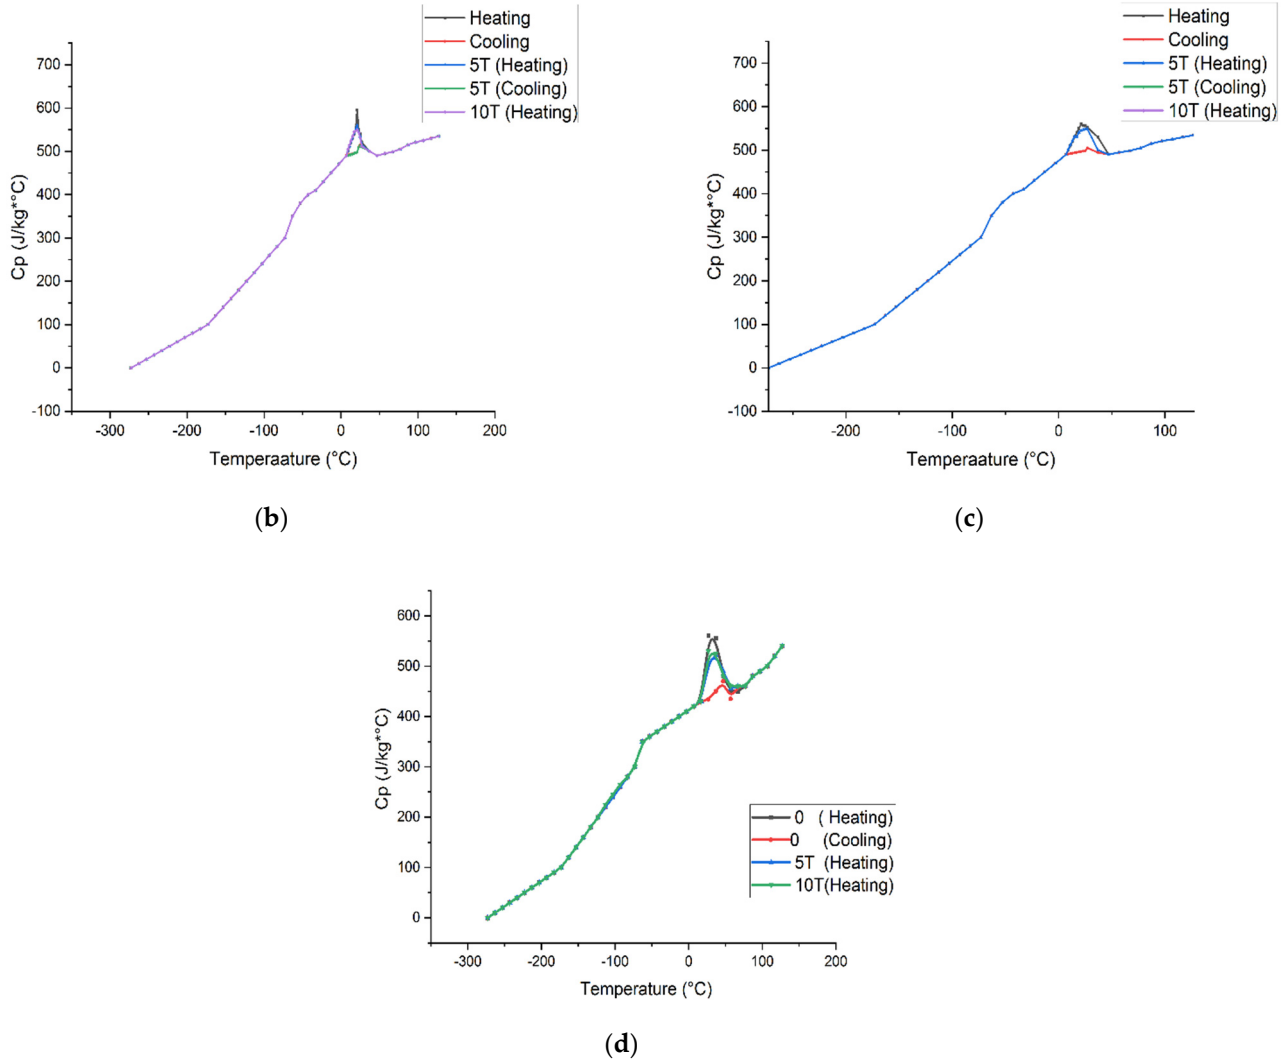 Heating
Cooling
5T (Heating)
5T (Cooling)
10T (Heating)
700
600
500
400
300
200
100
0
-100
Cp (J/kg*°C)
-300 -200 -100 0 100 200
Temperaature (°C)
(b)
Heating
Cooling
5T (Heating)
5T (Cooling)
10T (Heating)
700
600
500
400
300
200
100
0
-100
Cp (J/kg*°C)
-200 -100 0 100
Temperaature (°C)
(c)
600
500
400
300
200
100
0
Cp (J/kg*°C)
0 ( Heating)
0 (Cooling)
5T (Heating)
10T(Heating)
-300 -200 -100 0 100 200
Temperature (°C)
(d)